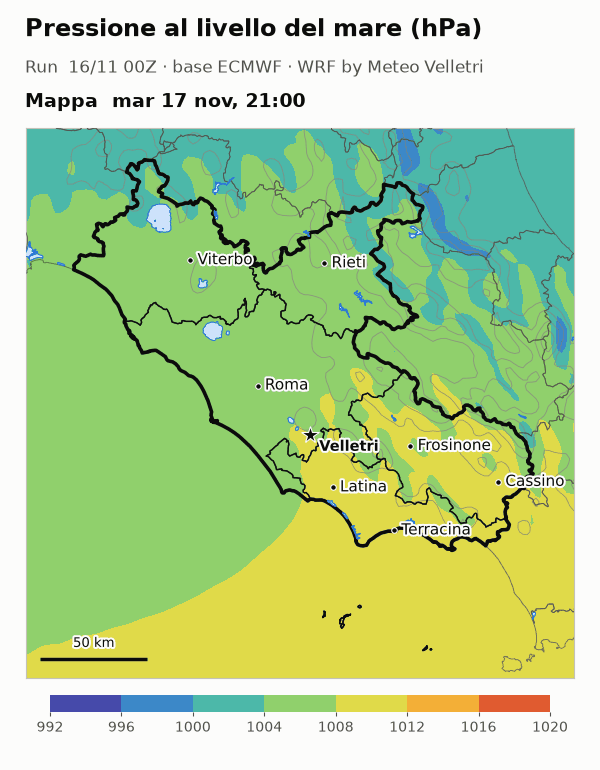 Pressione al livello del mare (hPa)
Run  16/11 00Z · base ECMWF · WRF by Meteo Velletri
Mappa  mar 17 nov, 21:00
Viterbo
Rieti
Roma
Velletri
Frosinone
Latina
Cassino
Terracina
50 km
992 996 1000 1004 1008 1012 1016 1020